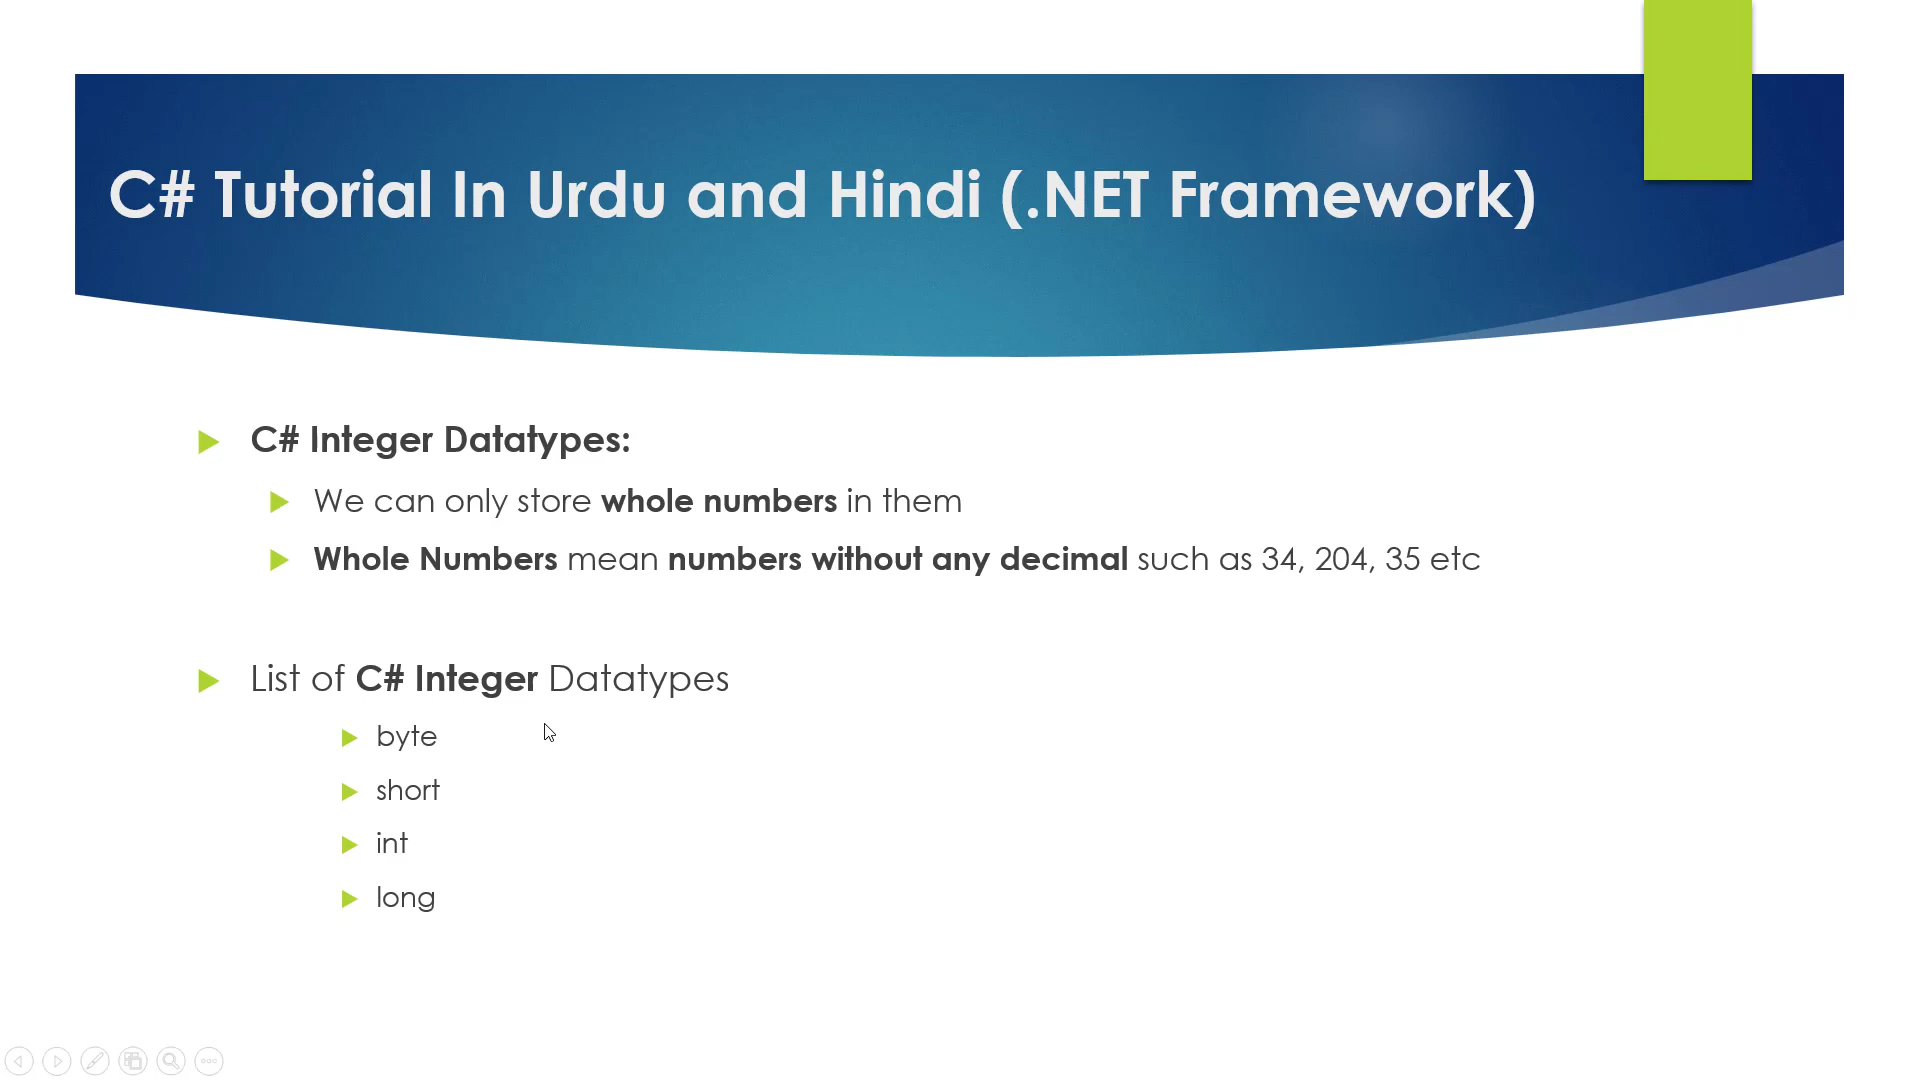 C# Tutorial In Urdu and Hindi (.NET Framework)
C# Integer Datatypes:
We can only store whole numbers in them
Whole Numbers mean numbers without any decimal such as 34, 204, 35 etc
List of C# Integer Datatypes
byte
short
int
long